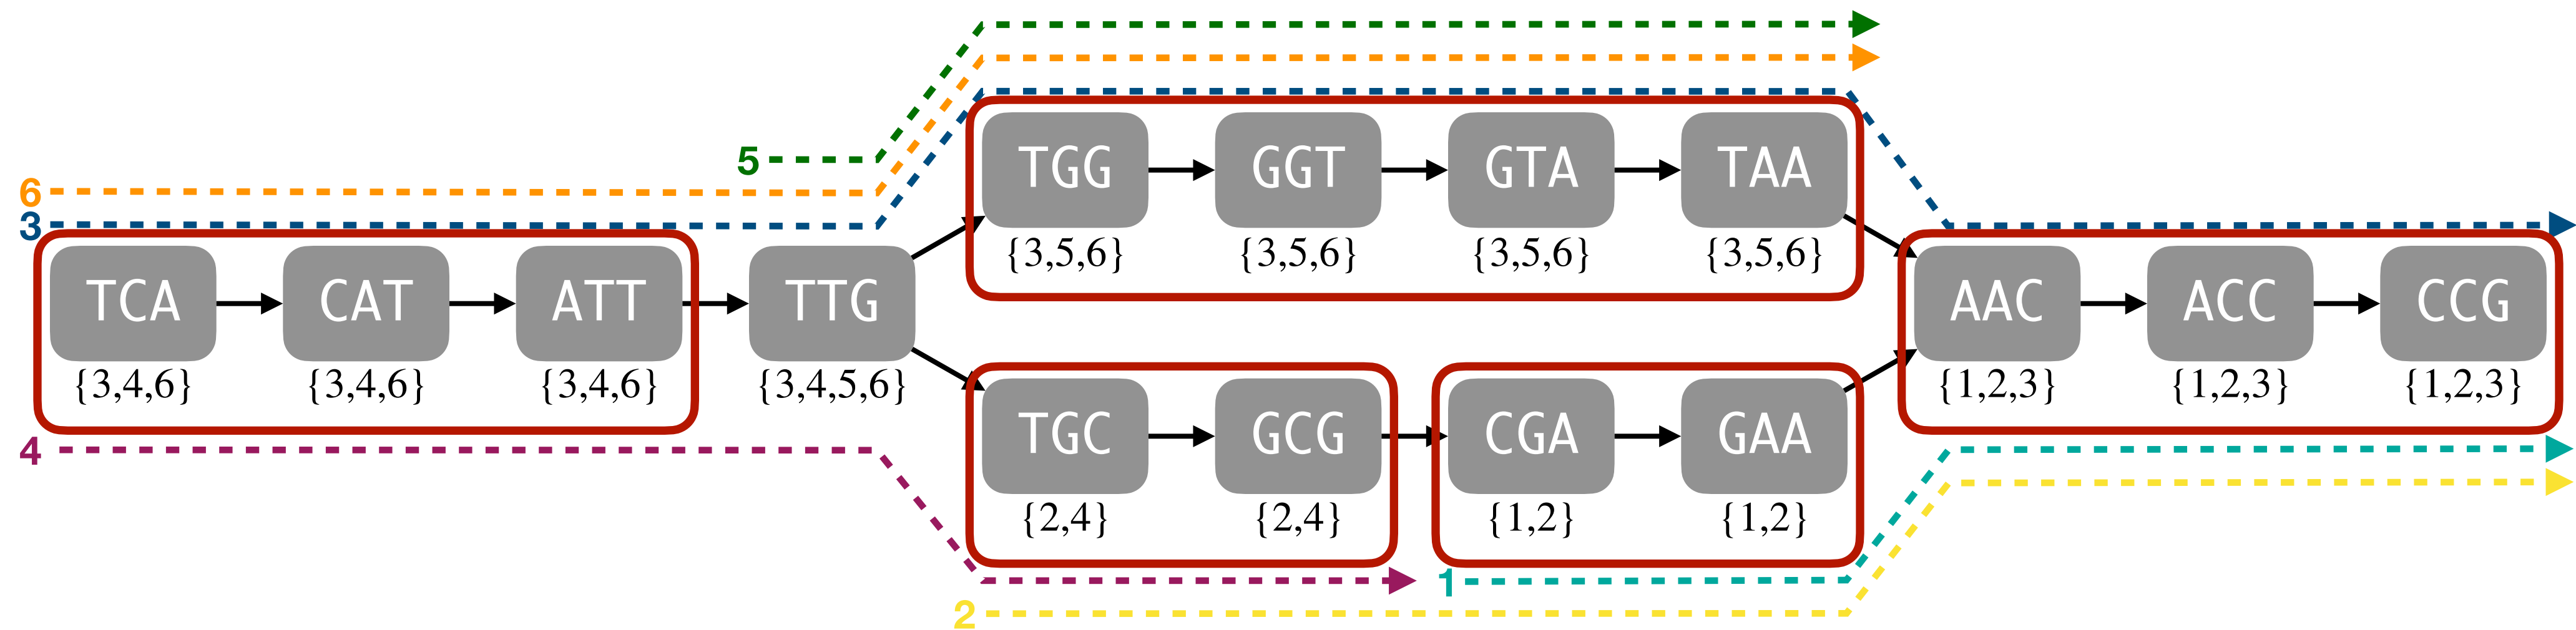 5
6
3
TGG GGT GTA TAA
{3,5,6} {3,5,6} {3,5,6} {3,5,6}
TCA CAT ATT TTG AAC ACC CCG
{3,4,6} {3,4,6} {3,4,6} {3,4,5,6} {1,2,3} {1,2,3} {1,2,3}
4
TGC GCG CGA GAA
{2,4} {2,4} {1,2} {1,2}
1
2